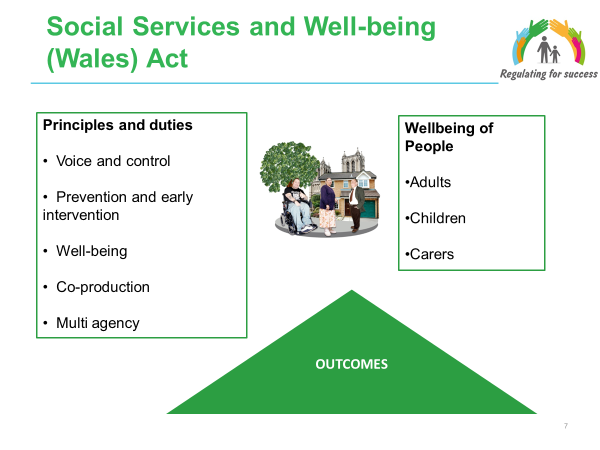 Social Services and Well-being
(Wales) Act
Regulating for success
Principles and duties
• Voice and control
• Prevention and early
intervention
• Well-being
• Co-production
• Multi agency
Wellbeing of
People
•Adults
•Children
•Carers
OUTCOMES
7